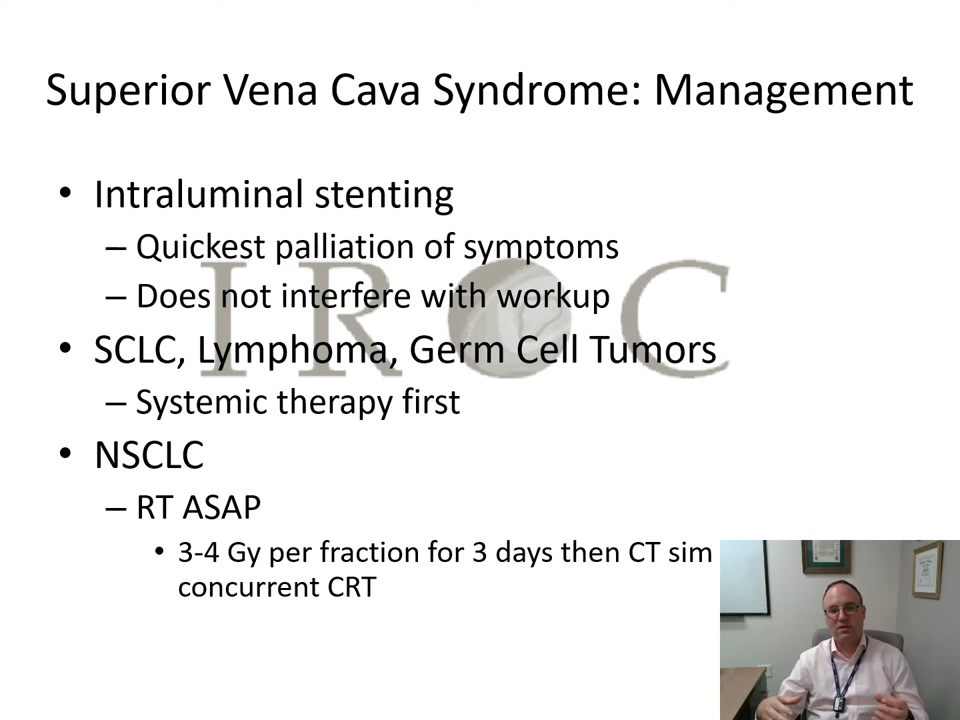 Superior Vena Cava Syndrome: Management
• Intraluminal stenting
– Quickest palliation of symptoms
– Does not interfere with workup
IROC
• SCLC, Lymphoma, Germ Cell Tumors
– Systemic therapy first
• NSCLC
– RT ASAP
• 3-4 Gy per fraction for 3 days then CT sim
concurrent CRT